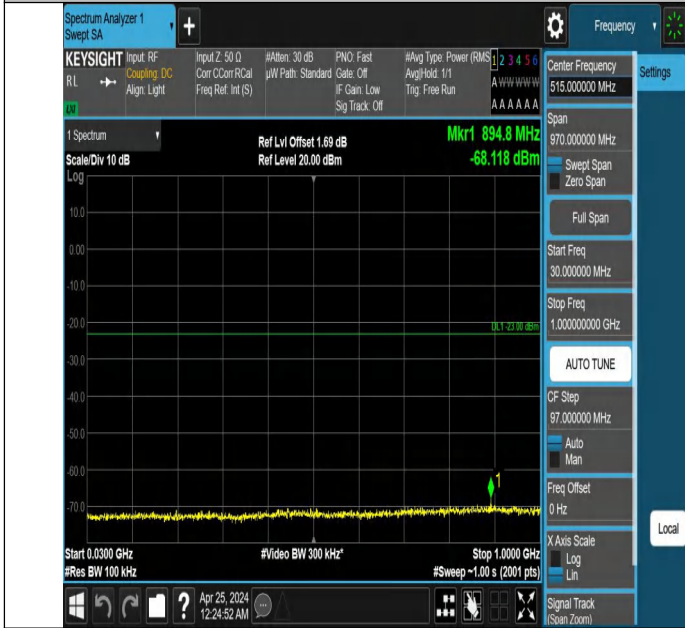 Spectrum Analyzer 1
Swept SA
+
Frequency
KEYSIGHT
RL
LXI
Input: RF
Coupling: DC
Align: Light
Input Z: 50 Ω
Corr CCorr RCal
Freq Ref: Int (S)
#Atten: 30 dB
µW Path: Standard
PNO: Fast
Gate: Off
IF Gain: Low
Sig Track: Off
#Avg Type: Power (RMS
Avg|Hold: 1/1
Trig: Free Run
1 2 3 4 5 6
A W W W W W
A A A A A A
1 Spectrum
Scale/Div 10 dB
Log
Ref Lvl Offset 1.69 dB
Ref Level 20.00 dBm
Mkr1 894.8 MHz
-68.118 dBm
10.0
0.00
-10.0
-20.0
DL1 -23.00 dBm
-30.0
-40.0
-50.0
-60.0
1
-70.0
Start 0.0300 GHz
#Res BW 100 kHz
#Video BW 300 kHz*
Stop 1.0000 GHz
#Sweep ~1.00 s (2001 pts)
?
Apr 25, 2024
12:24:52 AM
Center Frequency
515.000000 MHz
Settings
Span
970.000000 MHz
Swept Span
Zero Span
Full Span
Start Freq
30.000000 MHz
Stop Freq
1.000000000 GHz
AUTO TUNE
CF Step
97.000000 MHz
Auto
Man
Freq Offset
0 Hz
X Axis Scale
Log
Lin
Local
Signal Track
(Span Zoom)